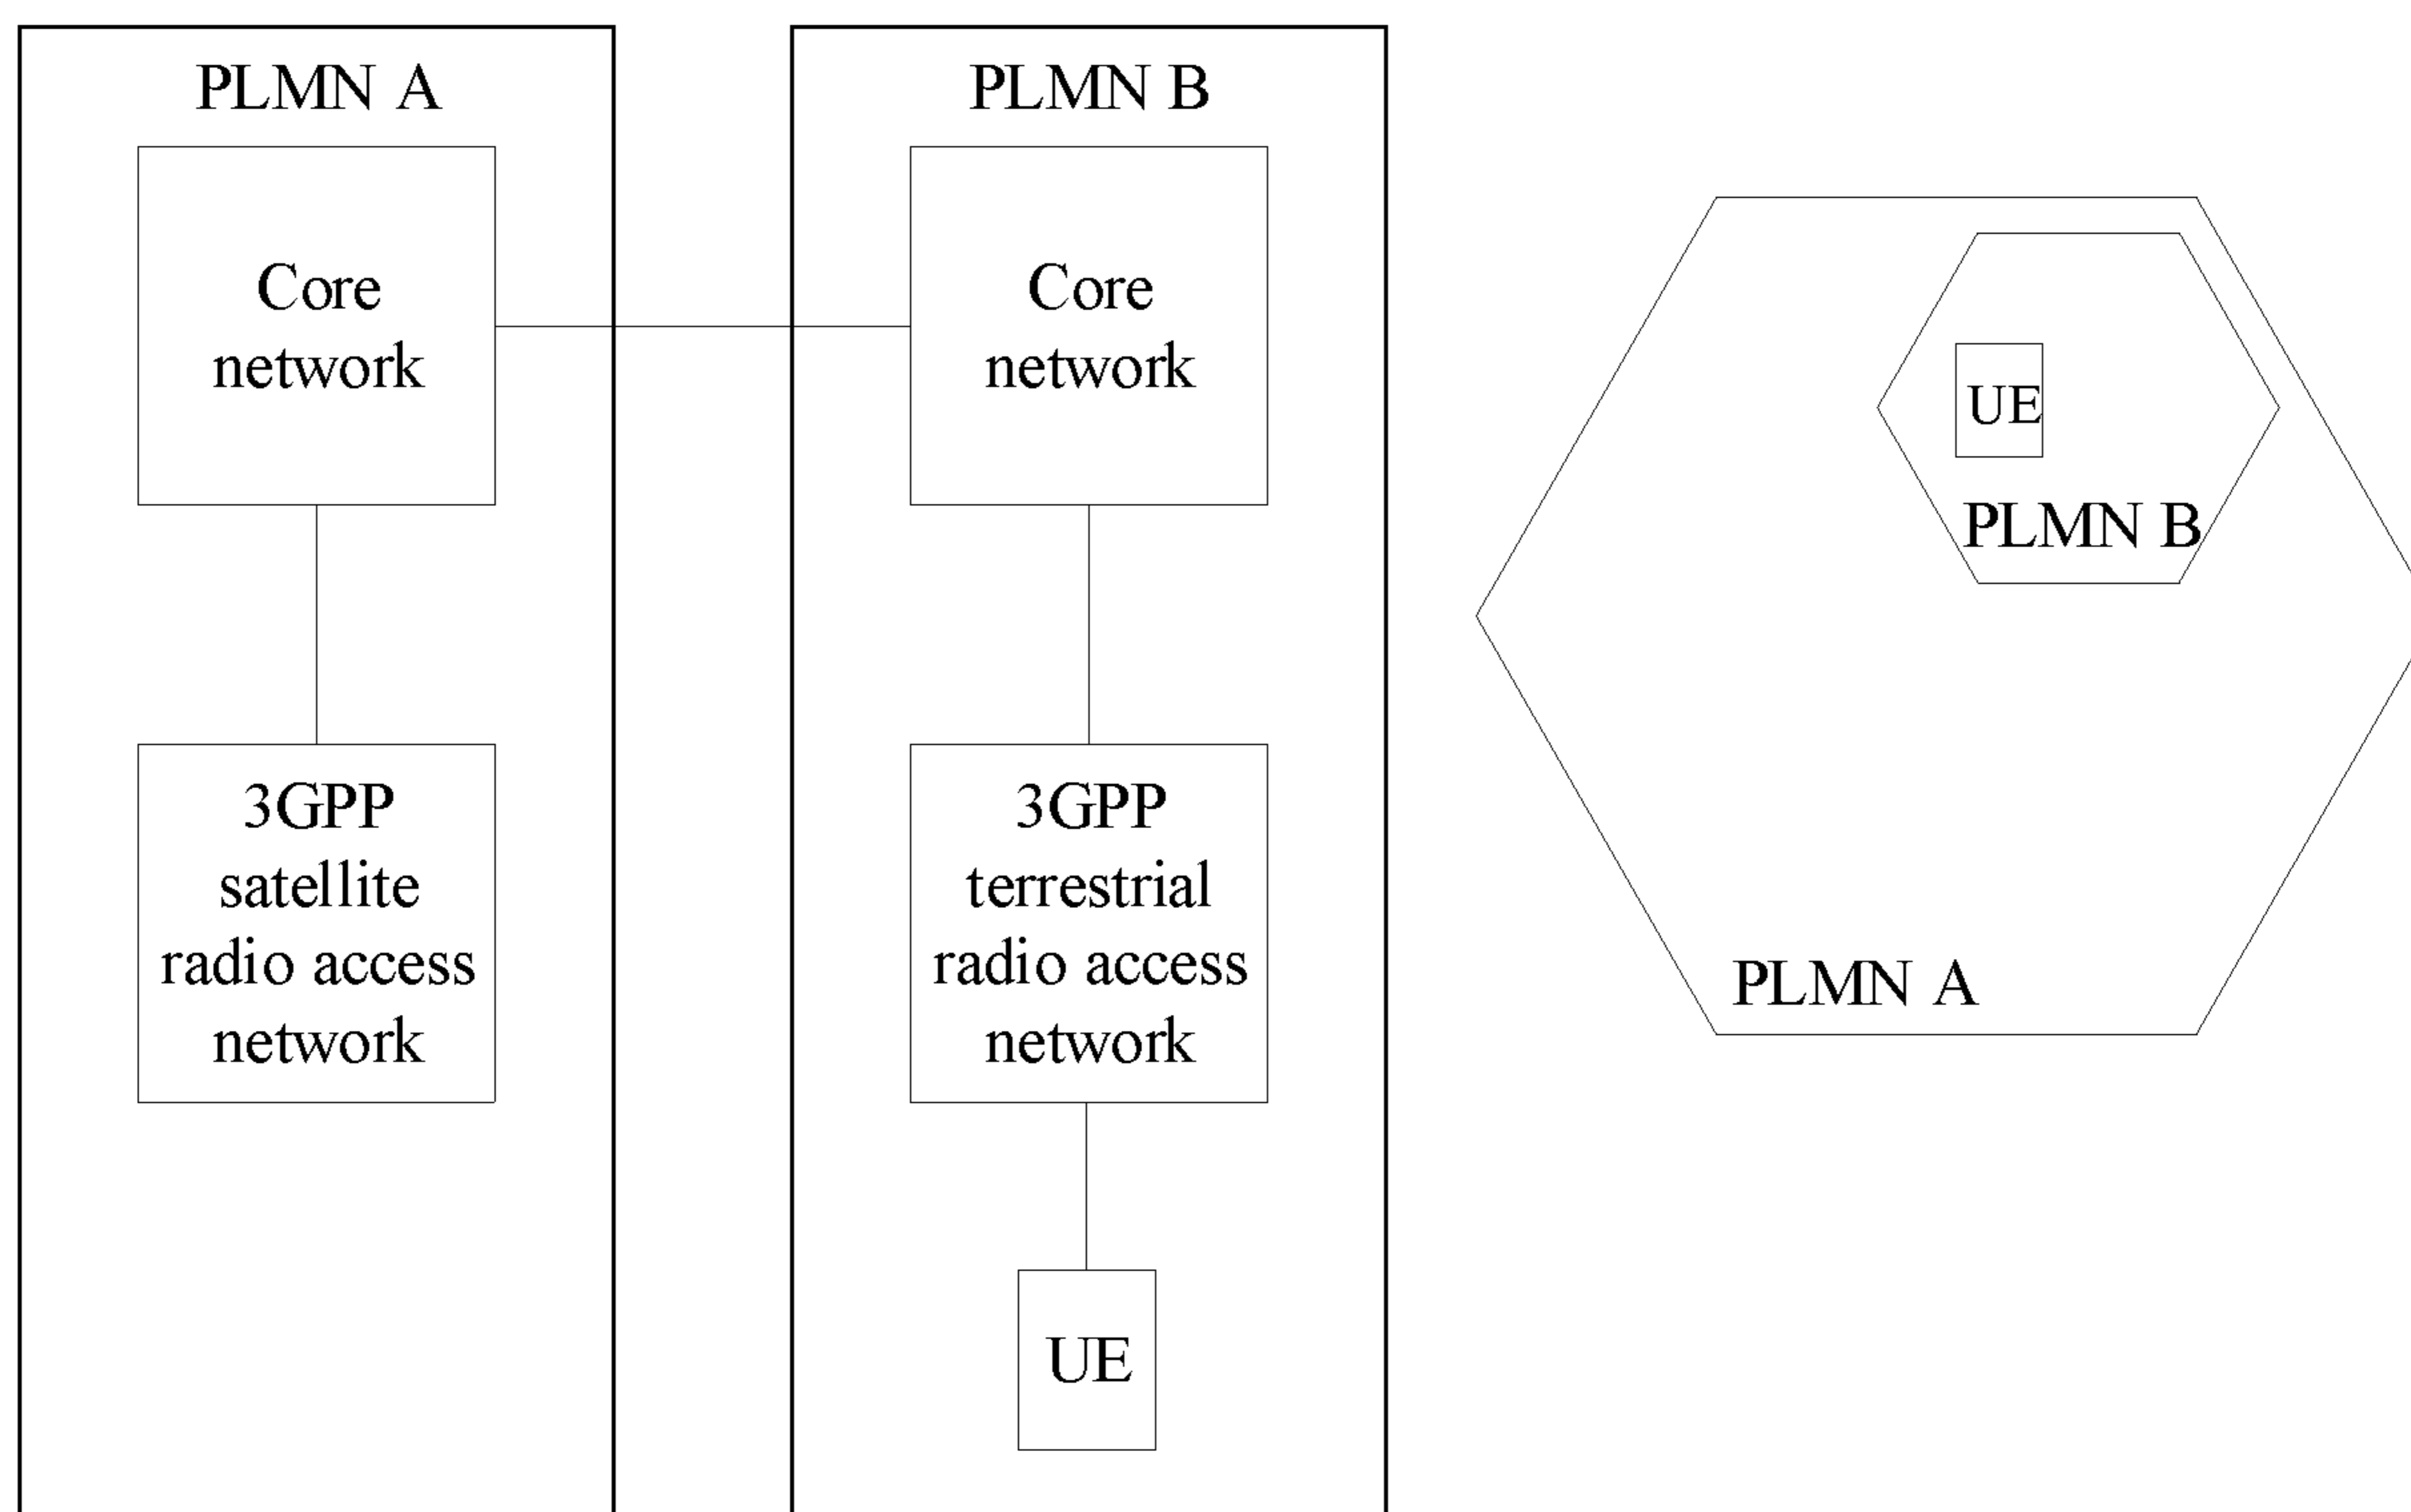 PLMN A
Core
network
3GPP
satellite
radio access
network
PLMN B
Core
network
3GPP
terrestrial
radio access
network
UE
UE
PLMN B
PLMN A